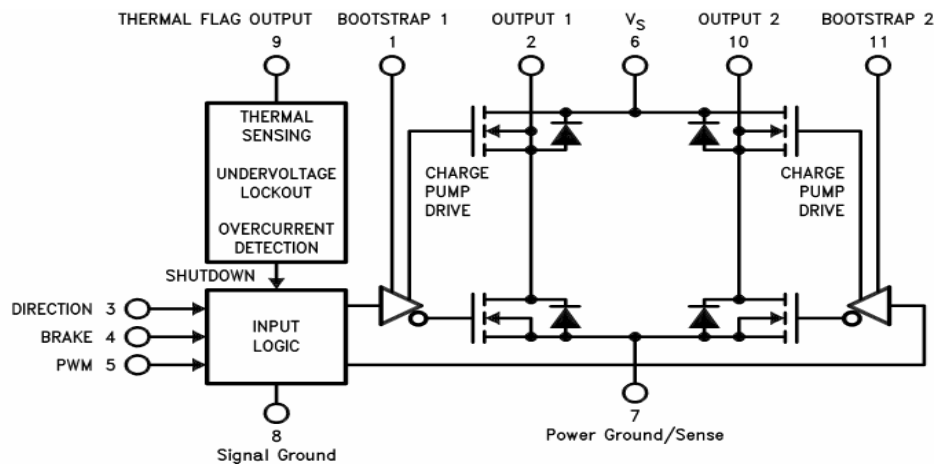 THERMAL FLAG OUTPUT
9
BOOTSTRAP 1
1
OUTPUT 1
2
VS
6
OUTPUT 2
10
BOOTSTRAP 2
11
THERMAL
SENSING
UNDERVOLTAGE
LOCKOUT
OVERCURRENT
DETECTION
CHARGE
PUMP
DRIVE
CHARGE
PUMP
DRIVE
SHUTDOWN
DIRECTION 3
BRAKE 4
PWM 5
INPUT
LOGIC
8
Signal Ground
7
Power Ground/Sense